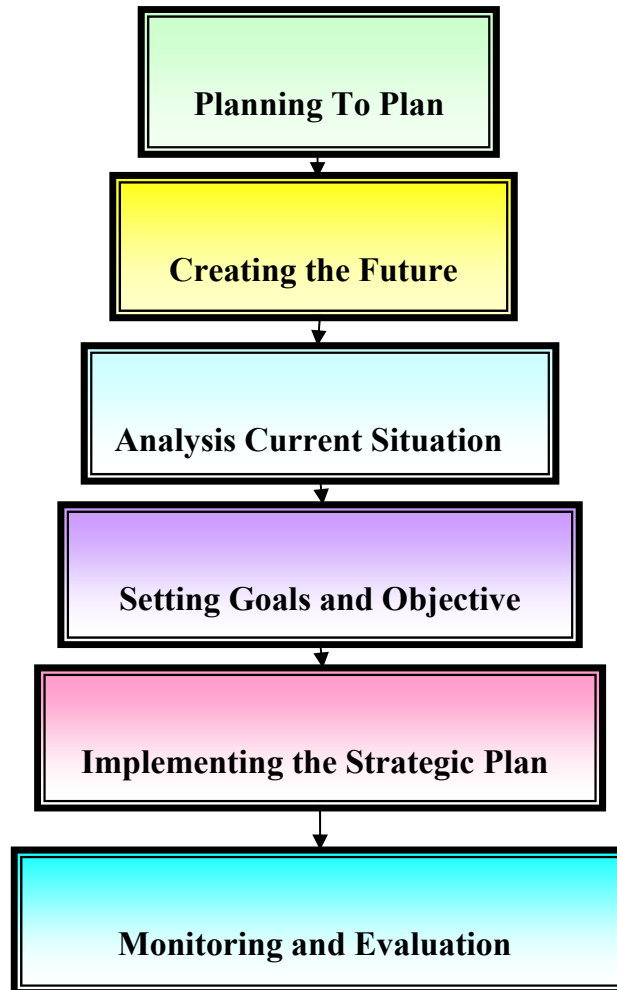 Planning To Plan
Creating the Future
Analysis Current Situation
Setting Goals and Objective
Implementing the Strategic Plan
Monitoring and Evaluation